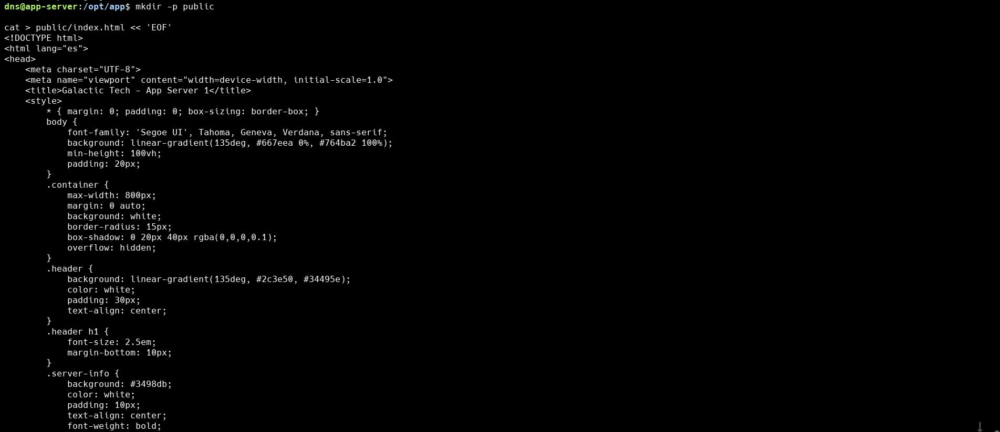 dns@app-server:/opt/app$ mkdir -p public
cat > public/index.html << 'EOF'
<!DOCTYPE html>
<html lang="es">
<head>
    <meta charset="UTF-8">
    <meta name="viewport" content="width=device-width, initial-scale=1.0">
    <title>Galactic Tech - App Server 1</title>
    <style>
        * { margin: 0; padding: 0; box-sizing: border-box; }
        body {
            font-family: 'Segoe UI', Tahoma, Geneva, Verdana, sans-serif;
            background: linear-gradient(135deg, #667eea 0%, #764ba2 100%);
            min-height: 100vh;
            padding: 20px;
        }
        .container {
            max-width: 800px;
            margin: 0 auto;
            background: white;
            border-radius: 15px;
            box-shadow: 0 20px 40px rgba(0,0,0,0.1);
            overflow: hidden;
        }
        .header {
            background: linear-gradient(135deg, #2c3e50, #34495e);
            color: white;
            padding: 30px;
            text-align: center;
        }
        .header h1 {
            font-size: 2.5em;
            margin-bottom: 10px;
        }
        .server-info {
            background: #3498db;
            color: white;
            padding: 10px;
            text-align: center;
            font-weight: bold;